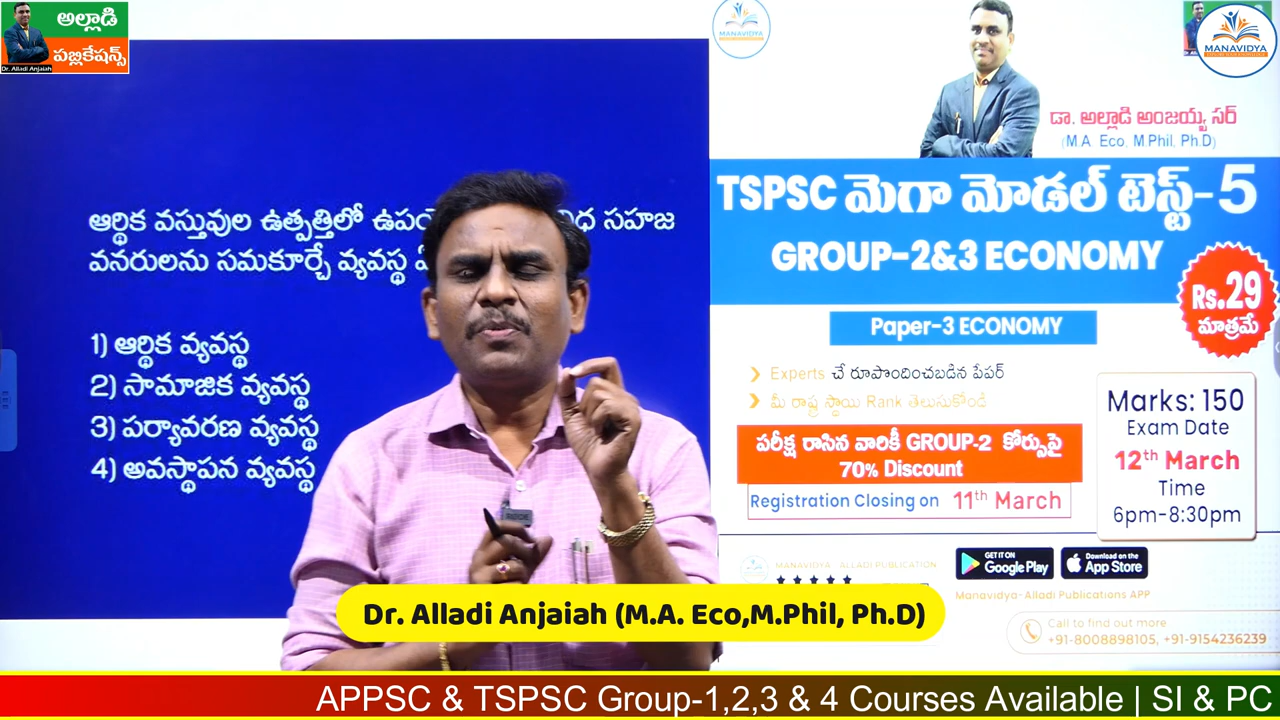 అల్లాడి
పబ్లికేషన్స్
Dr. Alladi Anjaiah
ఆర్థిక వస్తువుల ఉత్పత్తిలో సహజ
వనరులను సమకూర్చే వ్యవస్థ
1) ఆర్థిక వ్యవస్థ
2) సామాజిక వ్యవస్థ
3) పర్యావరణ వ్యవస్థ
4) అవస్థాపన వ్యవస్థ
MANAVIDYA
MANAVIDYA
డా. అల్లాడి అంజయ్య సర్
(M.A. Eco, M.Phil, Ph.D)
TSPSC మెగా మోడల్ టెస్ట్-5
GROUP-2&3 ECONOMY
Rs.29
మాత్రమే
Paper-3 ECONOMY
Experts చే రూపొందించబడిన పేపర్
మీ రాష్ట్ర స్థాయి Rank తెలుసుకోండి
పరీక్ష రాసిన వారికీ GROUP-2 కోర్సుపై
70% Discount
Registration Closing on 11th March
Marks: 150
Exam Date
12th March
Time
6pm-8:30pm
MANAVIDYA ALLADI PUBLICATION
GET IT ON
Google Play
Download on the
App Store
Manavidya-Alladi Publications APP
Call to find out more
+91-8008898105, +91-9154236239
Dr. Alladi Anjaiah (M.A. Eco,M.Phil, Ph.D)
APPSC & TSPSC Group-1,2,3 & 4 Courses Available | SI & PC